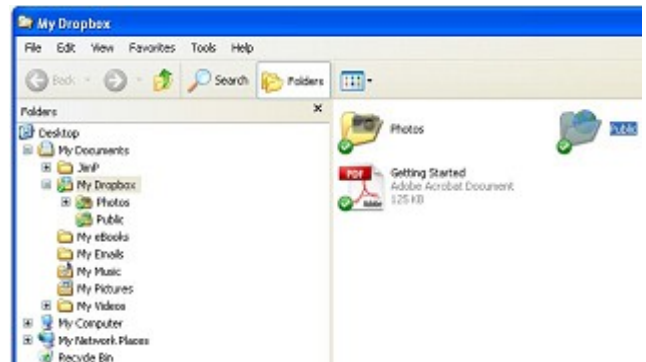 My Dropbox
File Edit View Favorites Tools Help
Back Search Folders
Folders
Desktop
My Documents
JimP
My Dropbox
Photos
Public
My eBooks
My Emails
My Music
My Pictures
My Videos
My Computer
My Network Places
Recycle Bin
Photos
Public
PDF
Adobe
Getting Started
Adobe Acrobat Document
125 KB